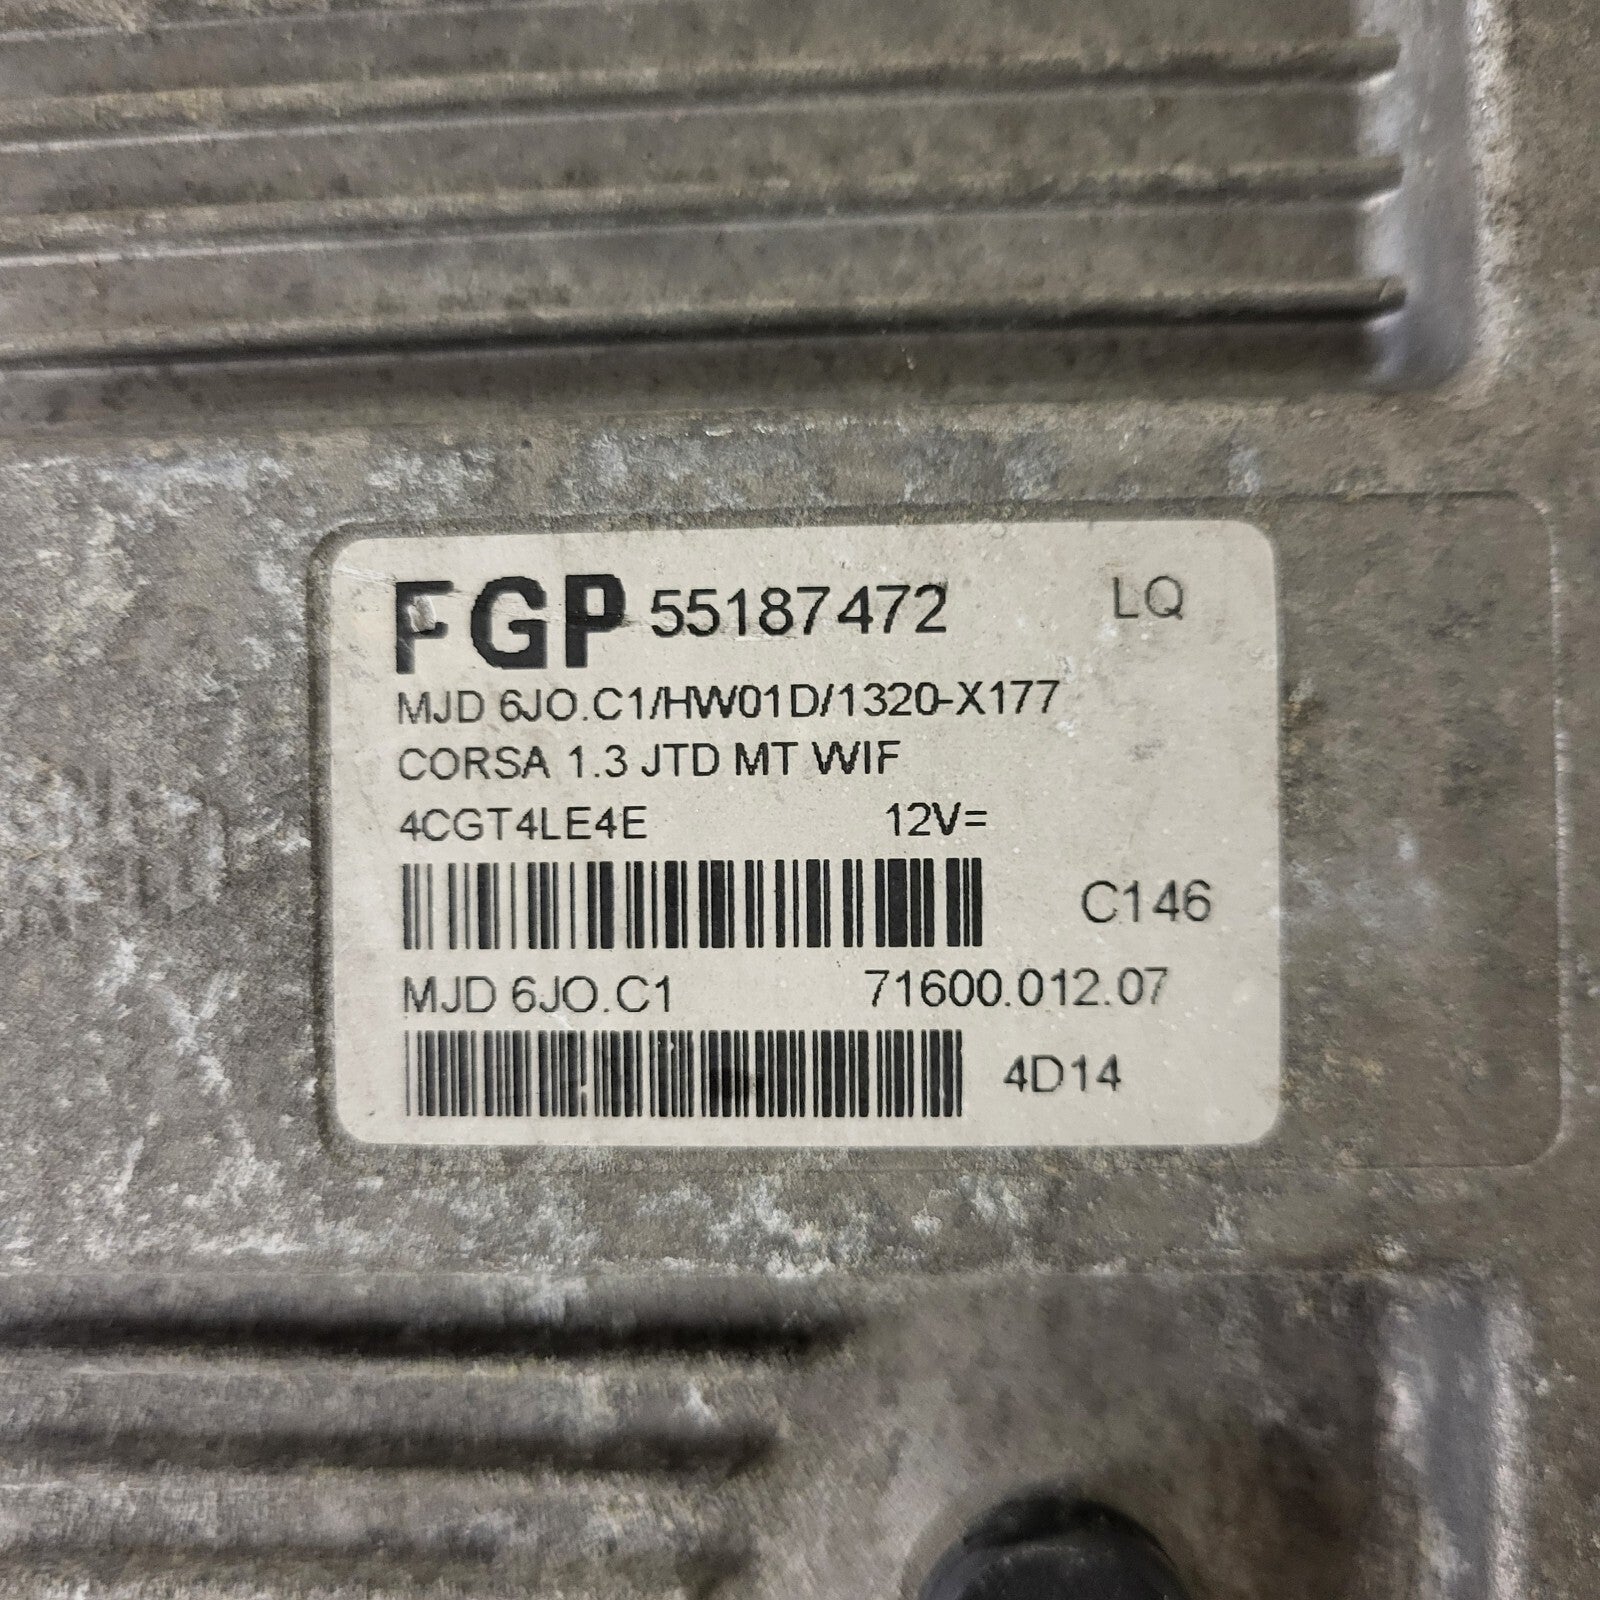 FGP 55187472 LQ
MJD 6JO.C1/HW01D/1320-X177
CORSA 1.3 JTD MT WIF
4CGT4LE4E 12V=
C146
MJD 6JO.C1 71600.012.07
4D14